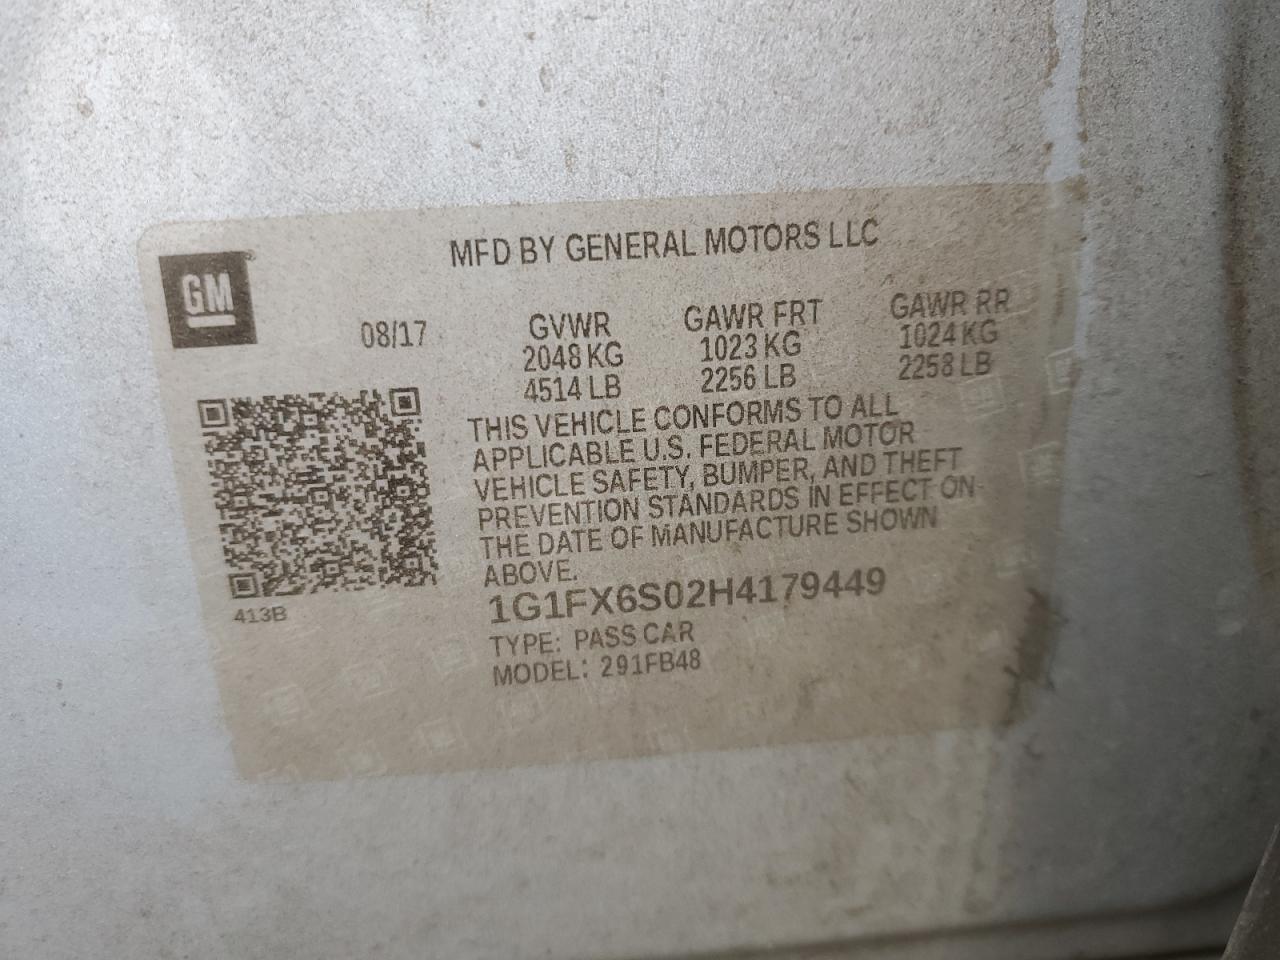 MFD BY GENERAL MOTORS LLC
GM
08/17
GVWR GAWR FRT GAWR RR
2048 KG 1023 KG 1024 KG
4514 LB 2256 LB 2258 LB
THIS VEHICLE CONFORMS TO ALL
APPLICABLE U.S. FEDERAL MOTOR
VEHICLE SAFETY, BUMPER, AND THEFT
PREVENTION STANDARDS IN EFFECT ON
THE DATE OF MANUFACTURE SHOWN
ABOVE.
413B
1G1FX6S02H4179449
TYPE: PASS CAR
MODEL: 291FB48